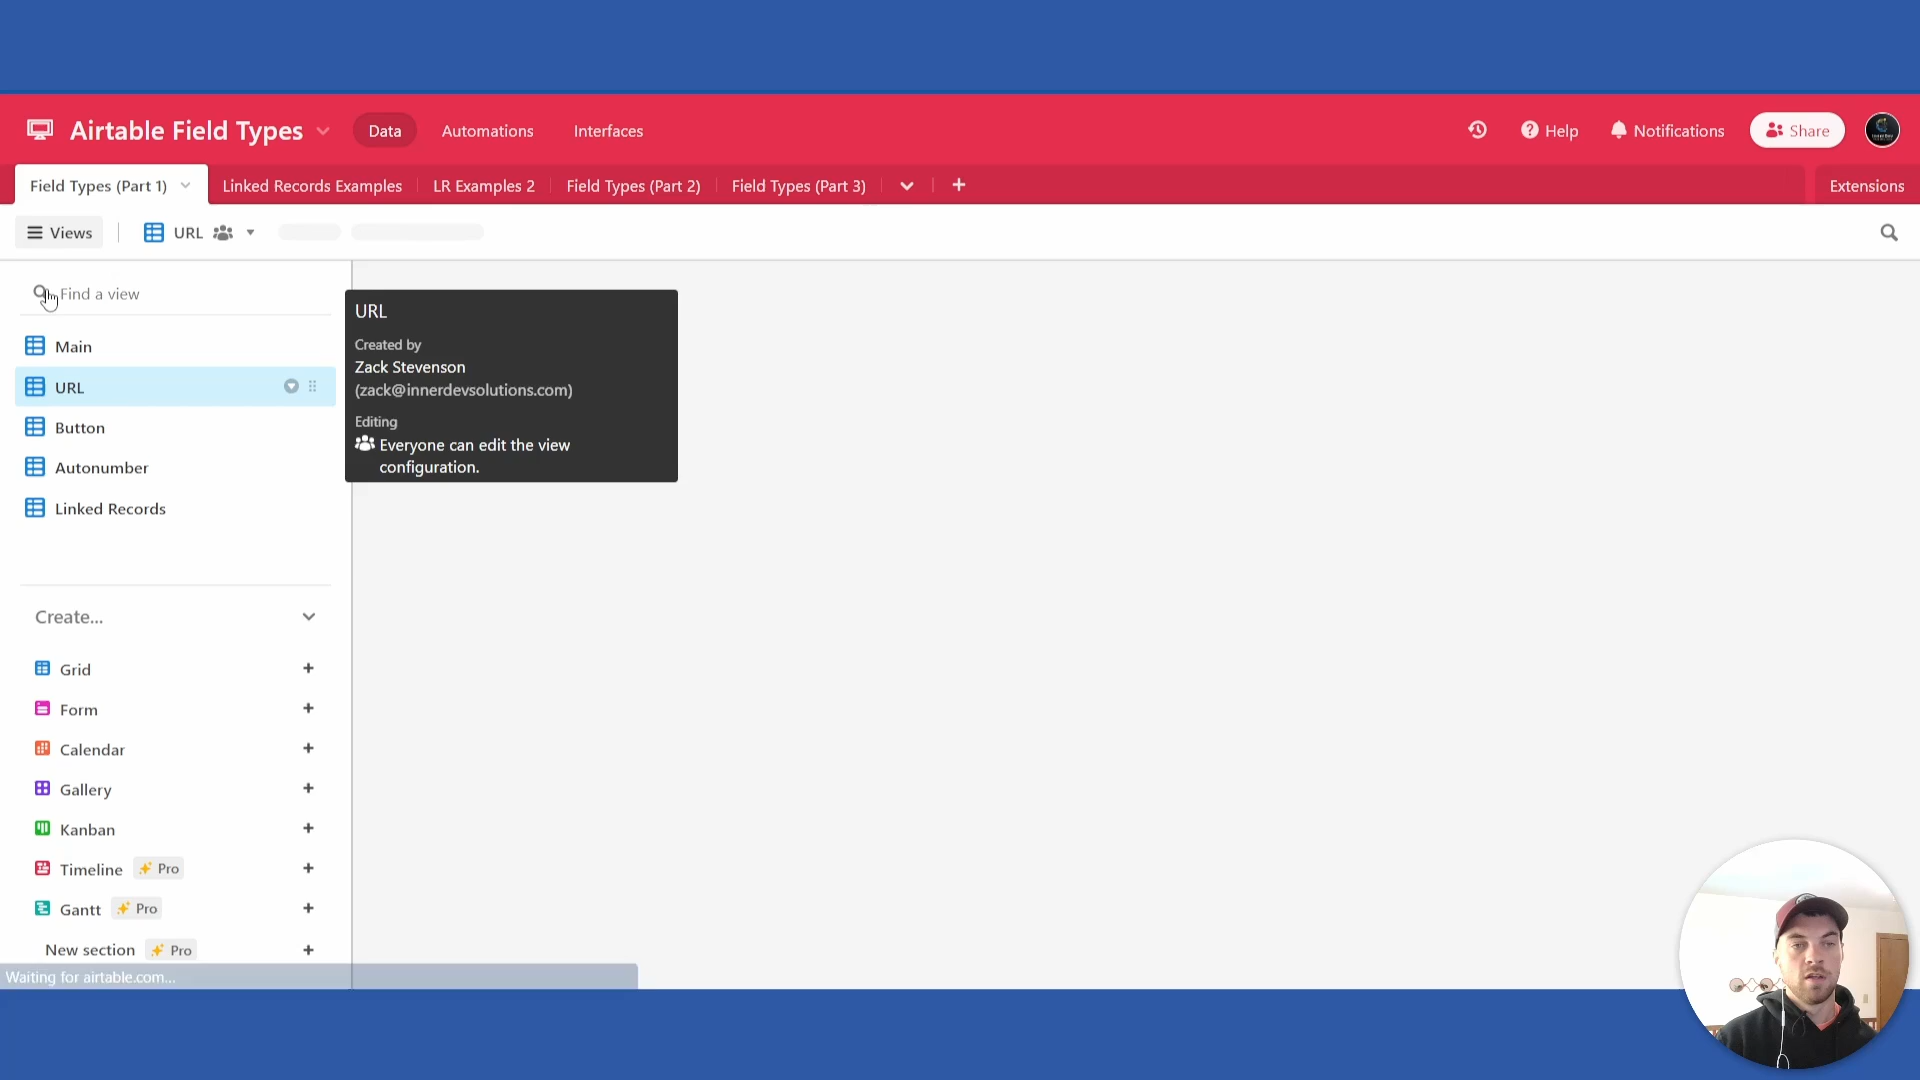 Airtable Field Types
Data
Automations
Interfaces
Help
Notifications
Share
Field Types (Part 1)
Linked Records Examples
LR Examples 2
Field Types (Part 2)
Field Types (Part 3)
Extensions
Views
URL
Find a view
Main
URL
Button
Autonumber
Linked Records
URL
Created by
Zack Stevenson
(zack@innerdevsolutions.com)
Editing
Everyone can edit the view
configuration.
Create...
Grid
Form
Calendar
Gallery
Kanban
Timeline Pro
Gantt Pro
New section Pro
Waiting for airtable.com...